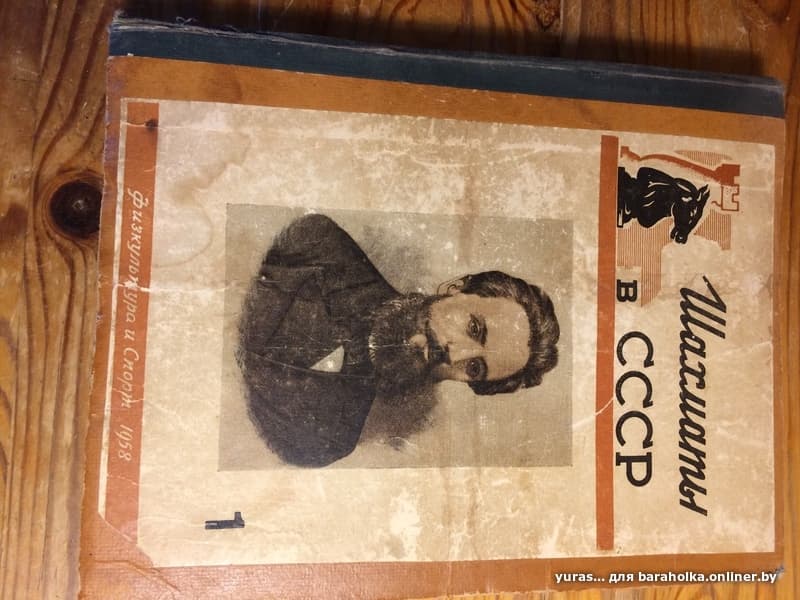 Шахматы
в СССР
1
Физкультура и Спорт 1958
yuras... для baraholka.onliner.by